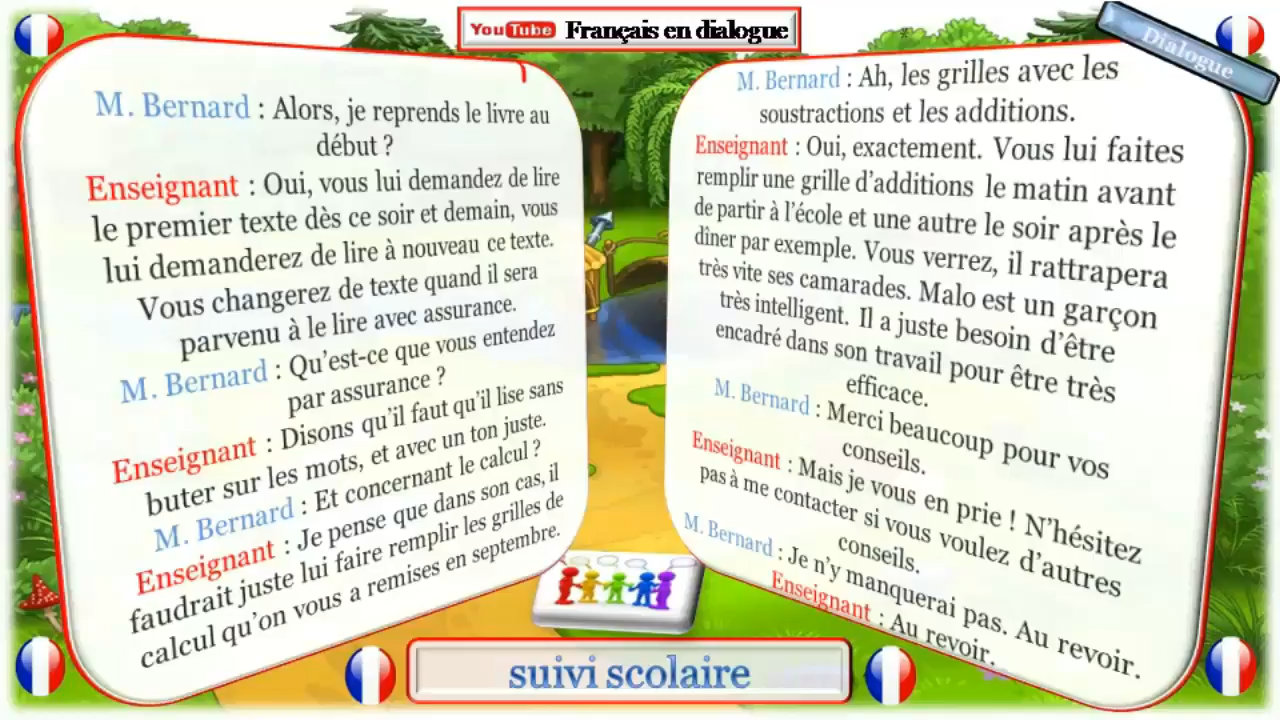 YouTube Français en dialogue
Dialogue
M. Bernard : Alors, je reprends le livre au
début ?
Enseignant : Oui, vous lui demandez de lire
le premier texte dès ce soir et demain, vous
lui demanderez de lire à nouveau ce texte.
Vous changerez de texte quand il sera
parvenu à le lire avec assurance.
M. Bernard : Qu’est-ce que vous entendez
par assurance ?
Enseignant : Disons qu’il faut qu’il lise sans
buter sur les mots, et avec un ton juste.
M. Bernard : Et concernant le calcul ?
Enseignant : Je pense que dans son cas, il
faudrait juste lui faire remplir les grilles de
calcul qu’on vous a remises en septembre.
M. Bernard : Ah, les grilles avec les
soustractions et les additions.
Enseignant : Oui, exactement. Vous lui faites
remplir une grille d’additions le matin avant
de partir à l’école et une autre le soir après le
dîner par exemple. Vous verrez, il rattrapera
très vite ses camarades. Malo est un garçon
très intelligent. Il a juste besoin d’être
encadré dans son travail pour être très
efficace.
M. Bernard : Merci beaucoup pour vos
conseils.
Enseignant : Mais je vous en prie ! N’hésitez
pas à me contacter si vous voulez d’autres
conseils.
M. Bernard : Je n’y manquerai pas. Au revoir.
Enseignant : Au revoir.
suivi scolaire